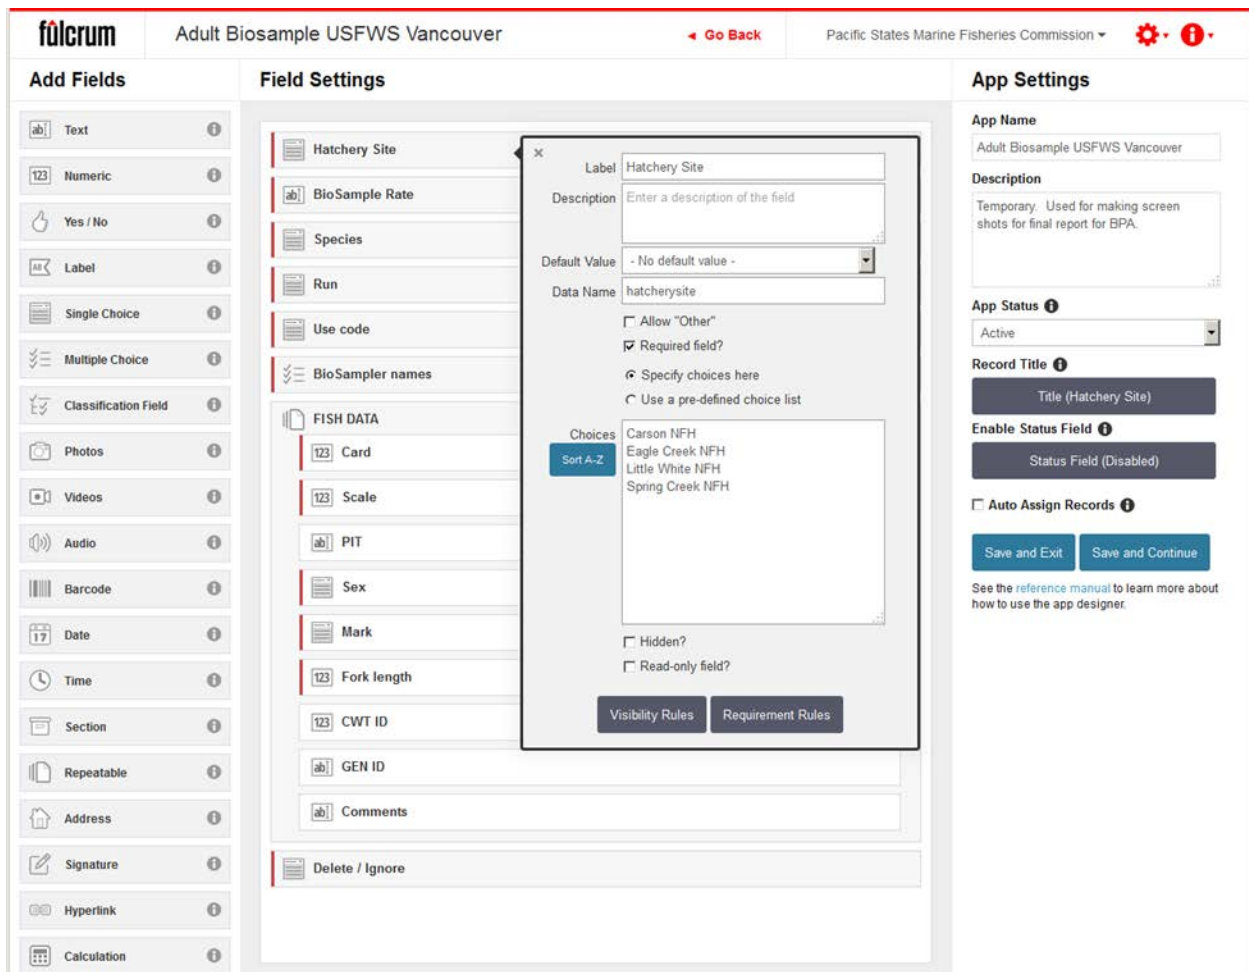 fulcrum
Adult Biosample USFWS Vancouver
Go Back
Pacific States Marine Fisheries Commission
Add Fields
Text
Numeric
Yes / No
Label
Single Choice
Multiple Choice
Classification Field
Photos
Videos
Audio
Barcode
Date
Time
Section
Repeatable
Address
Signature
Hyperlink
Calculation
Field Settings
Hatchery Site
BioSample Rate
Species
Run
Use code
BioSampler names
FISH DATA
123 Card
123 Scale
ab PIT
Sex
Mark
123 Fork length
123 CWT ID
ab GEN ID
ab Comments
Delete / Ignore
Label Hatchery Site
Description Enter a description of the field
Default Value - No default value -
Data Name hatcherysite
Allow "Other"
Required field?
Specify choices here
Use a pre-defined choice list
Choices
Sort A-Z
Carson NFH
Eagle Creek NFH
Little White NFH
Spring Creek NFH
Hidden?
Read-only field?
Visibility Rules
Requirement Rules
App Settings
App Name
Adult Biosample USFWS Vancouver
Description
Temporary. Used for making screen
shots for final report for BPA.
App Status
Active
Record Title
Title (Hatchery Site)
Enable Status Field
Status Field (Disabled)
Auto Assign Records
Save and Exit
Save and Continue
See the reference manual to learn more about
how to use the app designer.